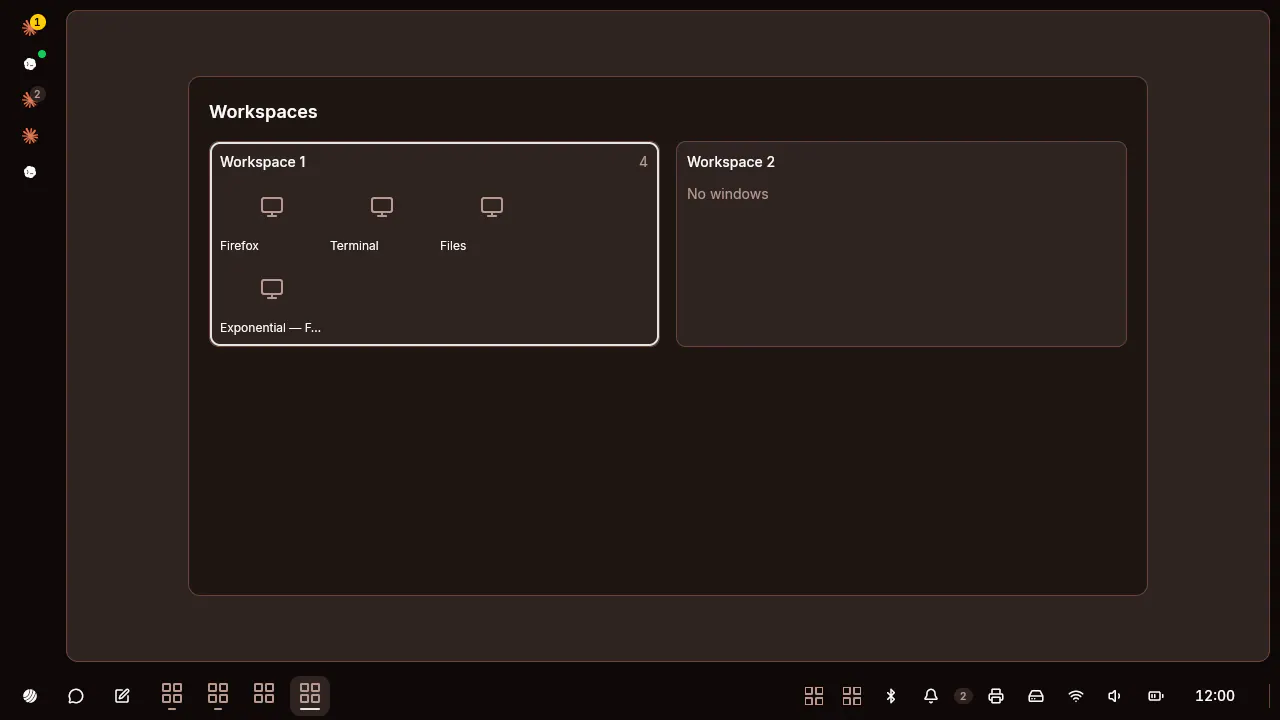 1
2
Workspaces
Workspace 1
4
Firefox
Terminal
Files
Exponential — F...
Workspace 2
No windows
2
12:00